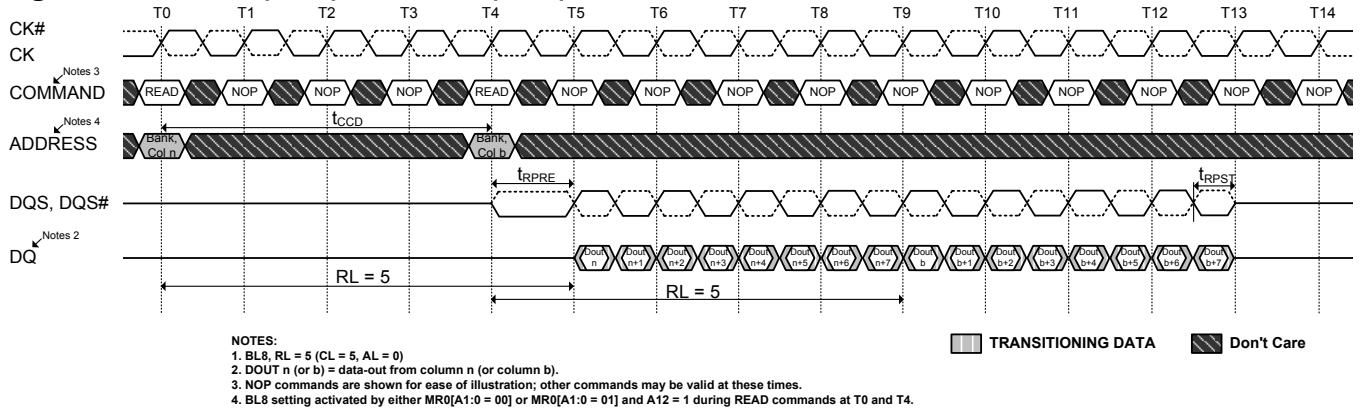 T0 T1 T2 T3 T4 T5 T6 T7 T8 T9 T10 T11 T12 T13 T14
CK#
CK
Notes 3
COMMAND READ NOP NOP NOP READ NOP NOP NOP NOP NOP NOP NOP NOP NOP NOP
tCCD
Notes 4
ADDRESS Bank, Col n Bank, Col b
tRPRE tRPST
DQS, DQS#
Notes 2
DQ Dout n Dout n+1 Dout n+2 Dout n+3 Dout n+4 Dout n+5 Dout n+6 Dout n+7 Dout b Dout b+1 Dout b+2 Dout b+3 Dout b+4 Dout b+5 Dout b+6 Dout b+7
RL = 5 RL = 5
NOTES:
1. BL8, RL = 5 (CL = 5, AL = 0)
2. DOUT n (or b) = data-out from column n (or column b).
3. NOP commands are shown for ease of illustration; other commands may be valid at these times.
4. BL8 setting activated by either MR0[A1:0 = 00] or MR0[A1:0 = 01] and A12 = 1 during READ commands at T0 and T4.
TRANSITIONING DATA Don't Care